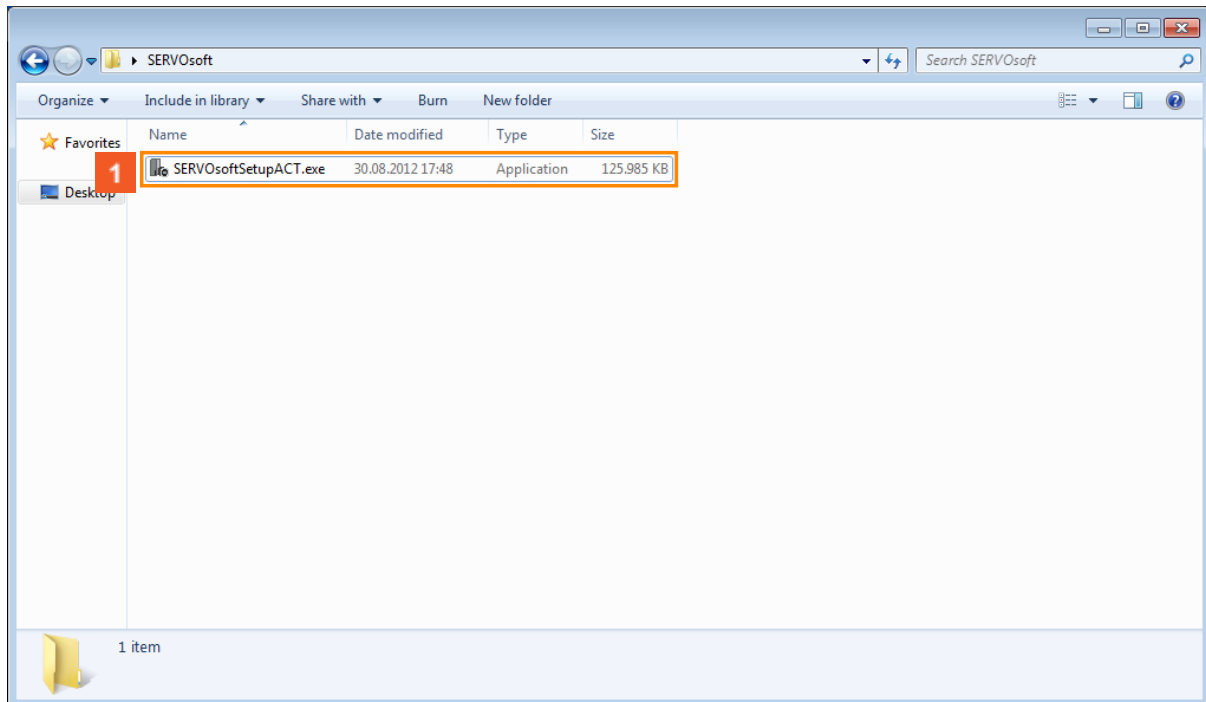 SERVOsoft
Search SERVOsoft
Organize Include in library Share with Burn New folder
Favorites
Name Date modified Type Size
1
SERVOsoftSetupACT.exe 30.08.2012 17:48 Application 125.985 KB
Desktop
1 item